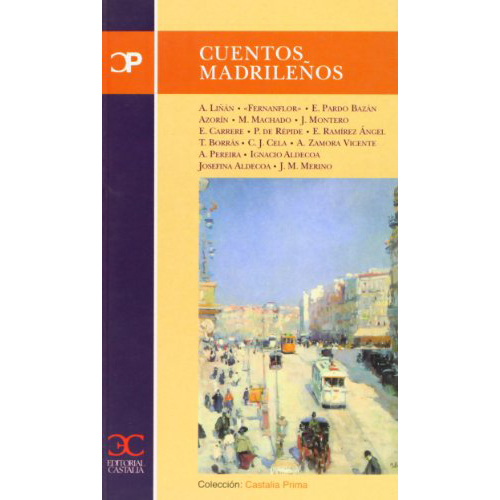 CP
CUENTOS
MADRILEÑOS
A. LIÑÁN • «FERNANFLOR» • E. PARDO BAZÁN
AZORÍN • M. MACHADO • J. MONTERO
E. CARRERE • P. DE RÉPIDE • E. RAMÍREZ ÁNGEL
T. BORRÁS • C. J. CELA • A. ZAMORA VICENTE
A. PEREIRA • IGNACIO ALDECOA
JOSEFINA ALDECOA • J. M. MERINO
EC
EDITORIAL
CASTALIA
Colección: Castalia Prima